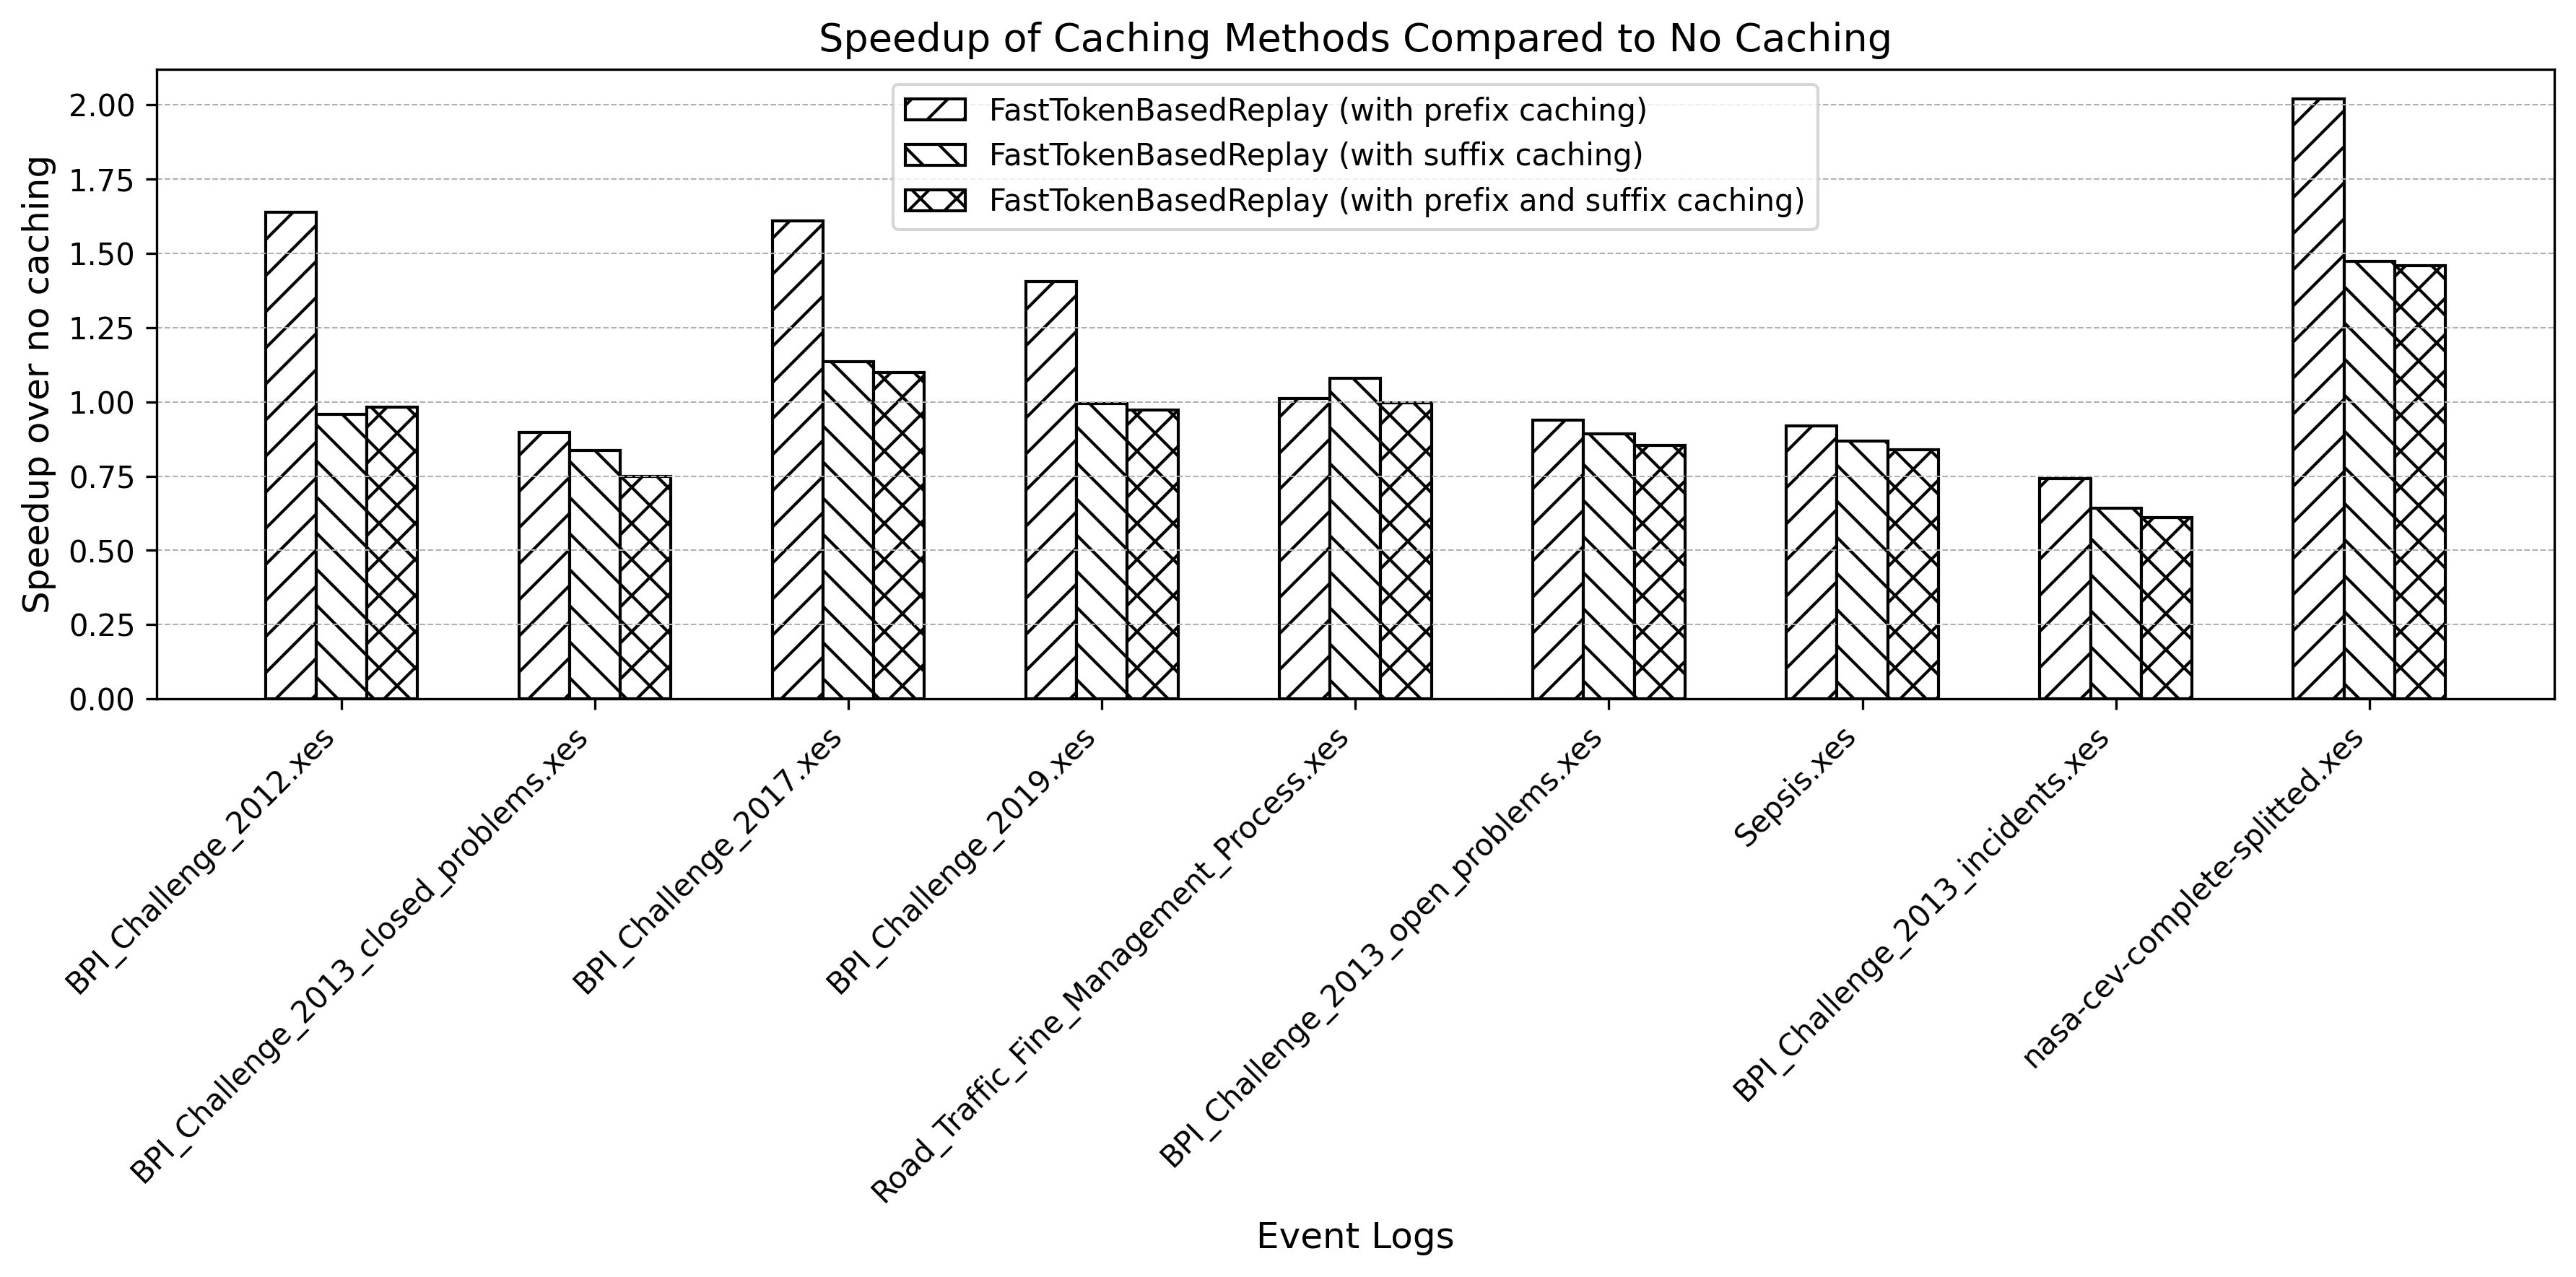 Speedup of Caching Methods Compared to No Caching
FastTokenBasedReplay (with prefix caching)
FastTokenBasedReplay (with suffix caching)
FastTokenBasedReplay (with prefix and suffix caching)
Speedup over no caching
2.00
1.75
1.50
1.25
1.00
0.75
0.50
0.25
0.00
BPI_Challenge_2012.xes
BPI_Challenge_2013_closed_problems.xes
BPI_Challenge_2017.xes
BPI_Challenge_2019.xes
Road_Traffic_Fine_Management_Process.xes
BPI_Challenge_2013_open_problems.xes
Sepsis.xes
BPI_Challenge_2013_incidents.xes
nasa-cev-complete-splitted.xes
Event Logs